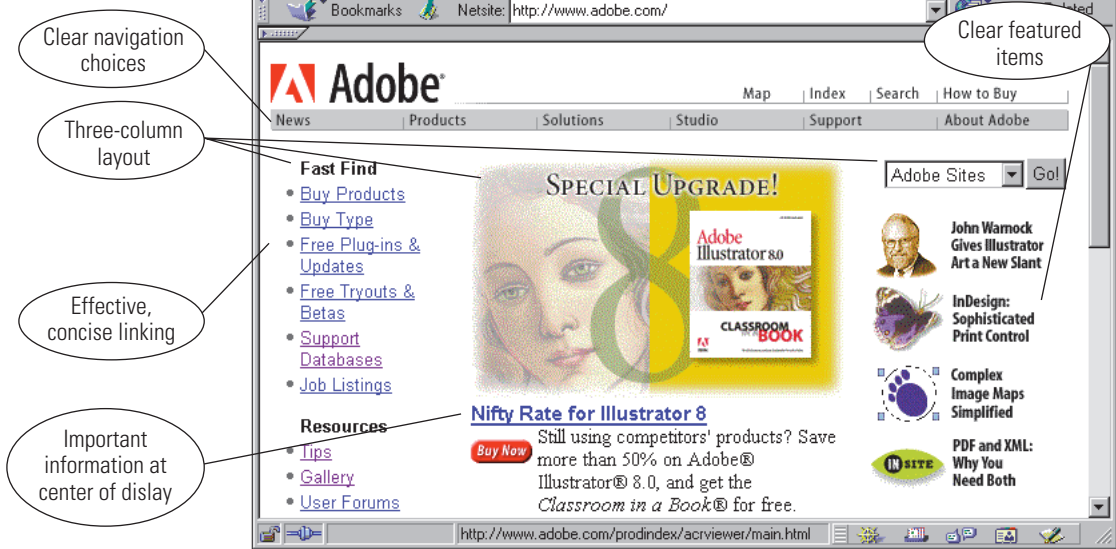 Bookmarks Netsite: http://www.adobe.com/
Clear navigation
choices
Clear featured
items
Adobe
Map Index Search How to Buy
News Products Solutions Studio Support About Adobe
Three-column
layout
Fast Find
Buy Products
Buy Type
Free Plug-ins &
Updates
Free Tryouts &
Betas
Support
Databases
Job Listings
Effective,
concise linking
Resources
Tips
Gallery
User Forums
Important
information at
center of dislay
SPECIAL UPGRADE!
8
Adobe
Illustrator 8.0
CLASSROOM
IN A
BOOK
Nifty Rate for Illustrator 8
Buy Now
Still using competitors' products? Save
more than 50% on Adobe®
Illustrator® 8.0, and get the
Classroom in a Book® for free.
Adobe Sites Go!
John Warnock
Gives Illustrator
Art a New Slant
InDesign:
Sophisticated
Print Control
Complex
Image Maps
Simplified
IN SITE
PDF and XML:
Why You
Need Both
http://www.adobe.com/prodindex/acrviewer/main.html